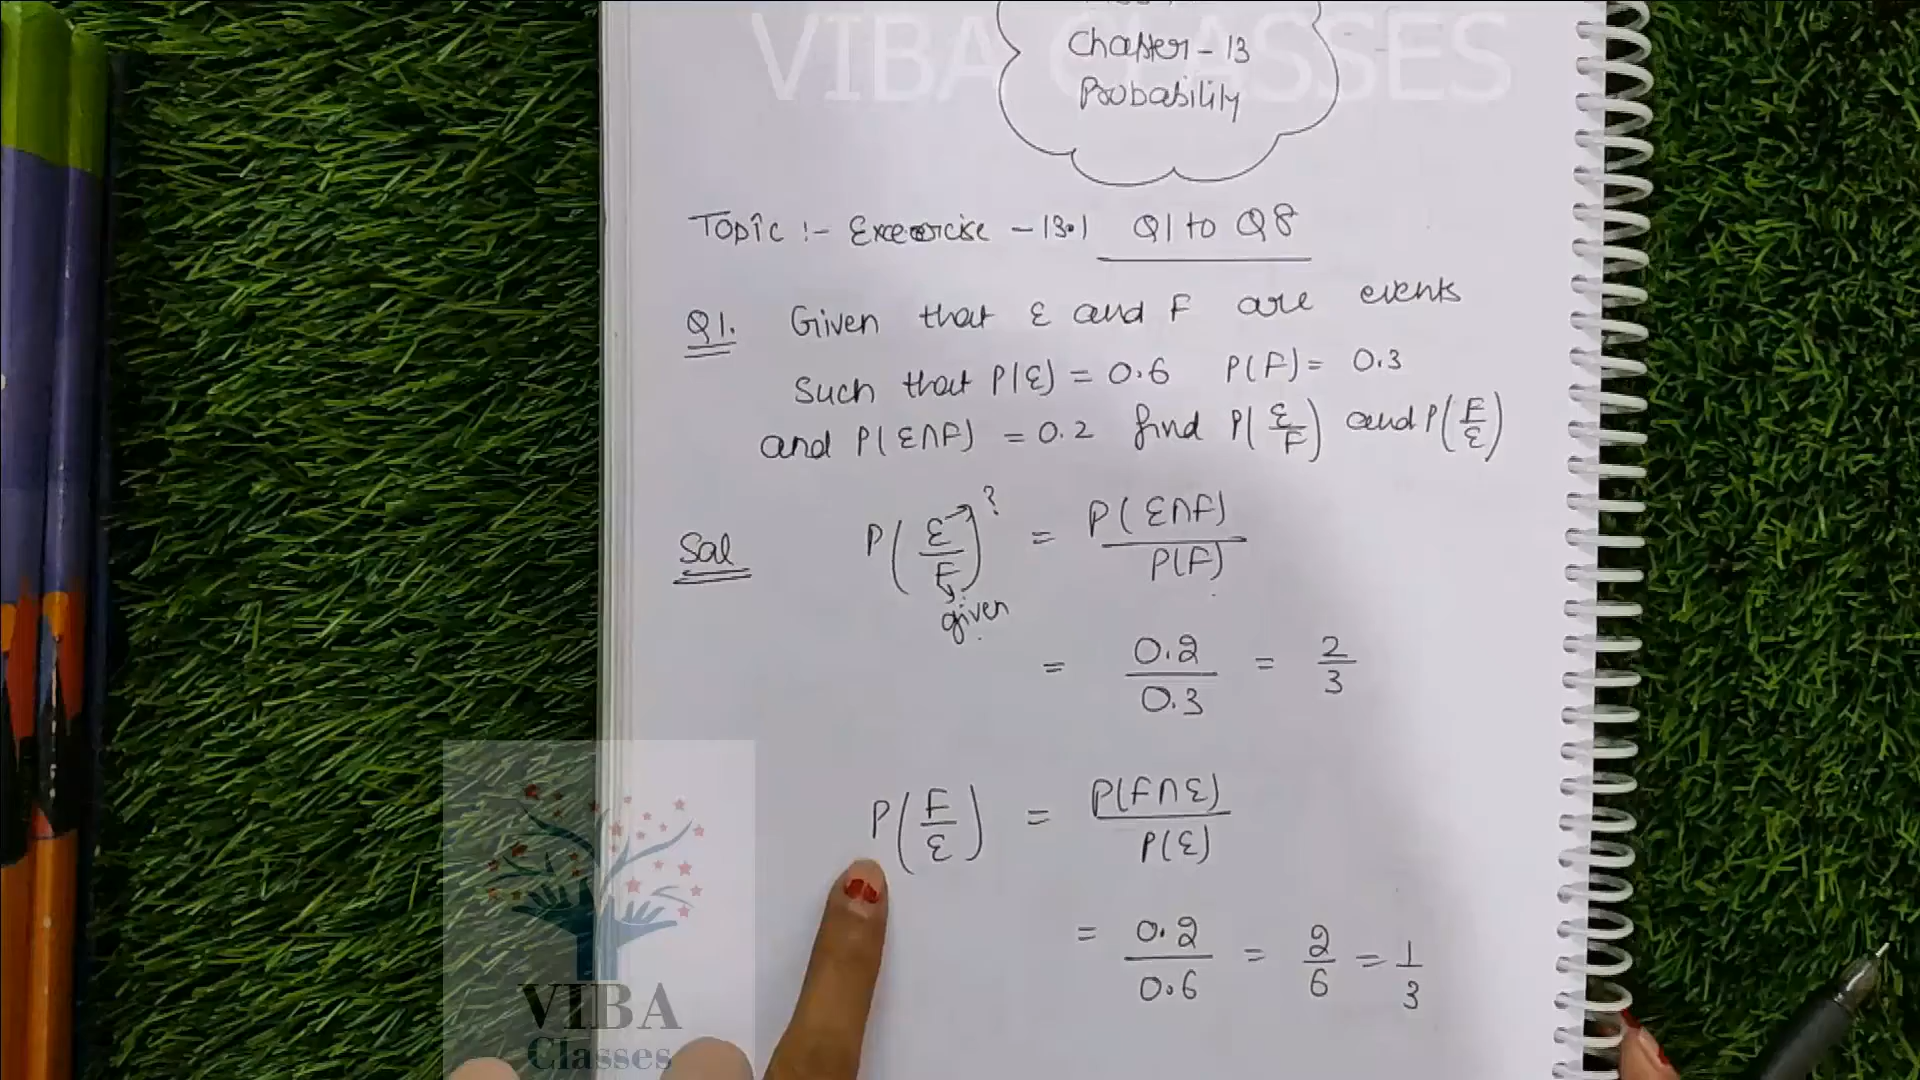 VIBA CLASSES
Chapter - 13
Probability
Topic :- Exercise - 13.1 Q1 to Q8
Q1. Given that E and F are events
Such that P(E) = 0.6 P(F) = 0.3
and P(E∩F) = 0.2 find P(E/F) and P(F/E)
Sol P(E/F) = P(E∩F)/P(F)
?
given
= 0.2/0.3 = 2/3
P(F/E) = P(F∩E)/P(E)
= 0.2/0.6 = 2/6 = 1/3
VIBA
Classes